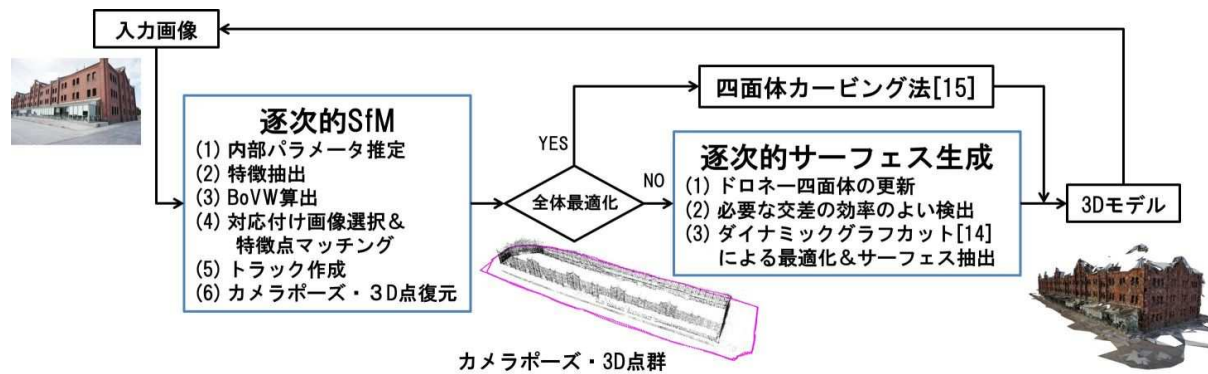 入力画像
逐次的SfM
(1) 内部パラメータ推定
(2) 特徴抽出
(3) BoVW算出
(4) 対応付け画像選択&
特徴点マッチング
(5) トラック作成
(6) カメラポーズ・３D点復元
YES
全体最適化
NO
四面体カービング法[15]
逐次的サーフェス生成
(1) ドロネー四面体の更新
(2) 必要な交差の効率のよい検出
(3) ダイナミックグラフカット[14]
による最適化&サーフェス抽出
3Dモデル
カメラポーズ・3D点群